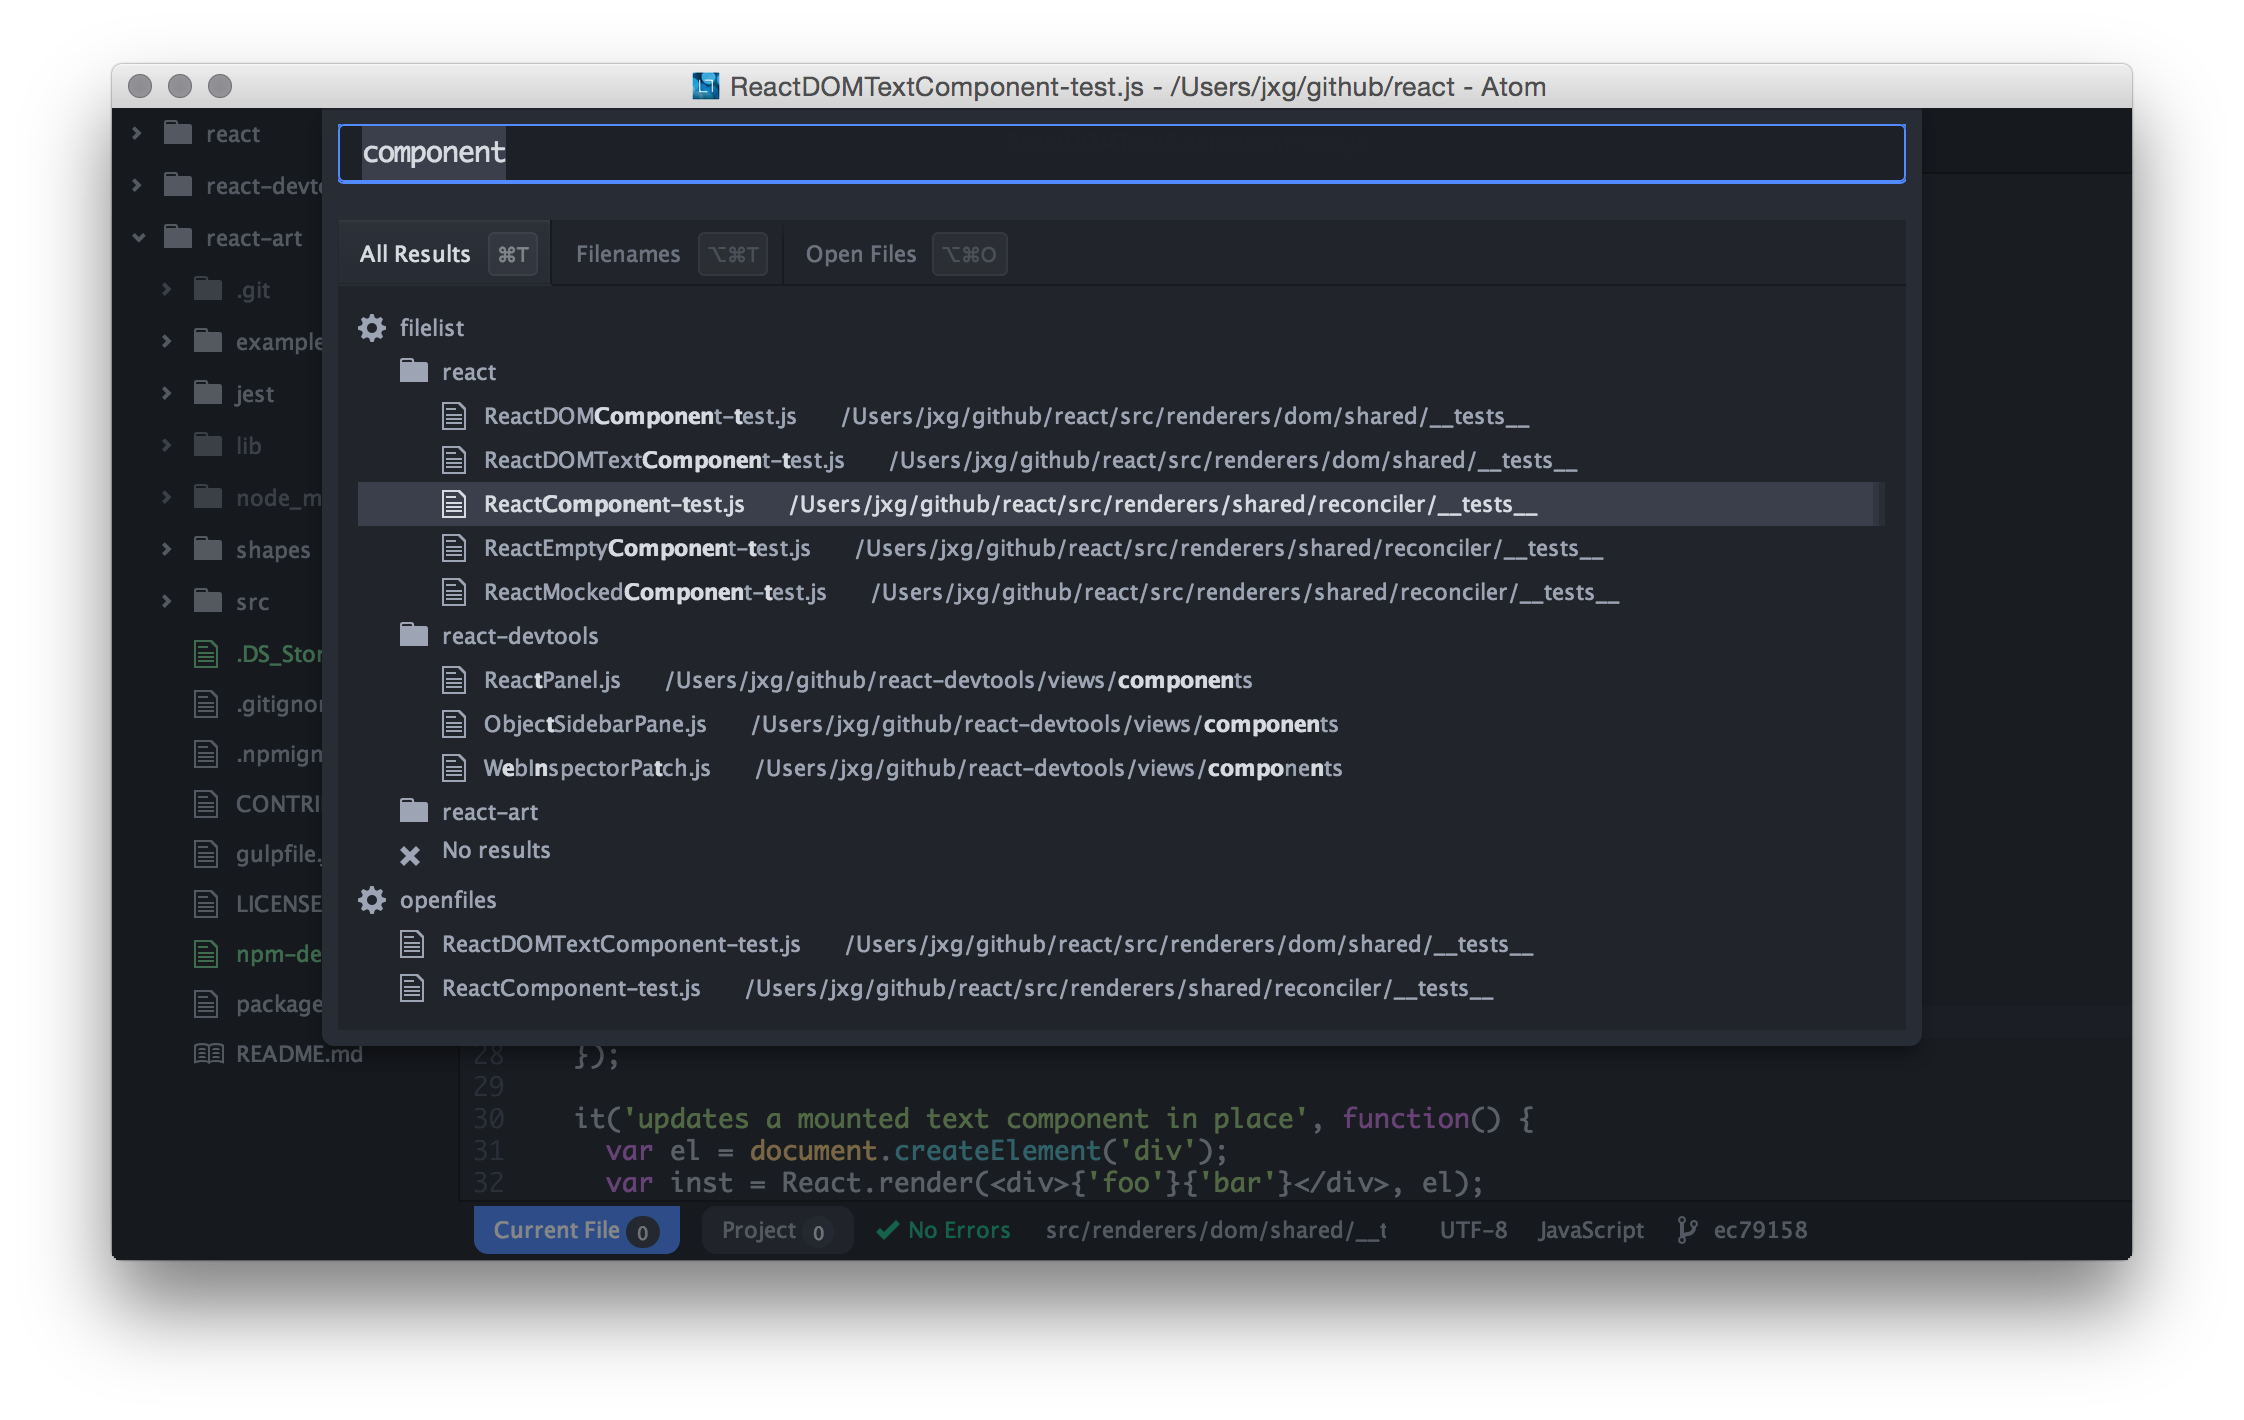 ReactDOMTextComponent-test.js - /Users/jxg/github/react - Atom
component
All Results ⌘T Filenames ⌥⌘T Open Files ⌥⌘O
react
react-devto
react-art
.git
example
jest
lib
node_m
shapes
src
.DS_Stor
.gitignor
.npmign
CONTRI
gulpfile.j
LICENSE
npm-de
package
README.md
filelist
react
ReactDOMComponent-test.js /Users/jxg/github/react/src/renderers/dom/shared/__tests__
ReactDOMTextComponent-test.js /Users/jxg/github/react/src/renderers/dom/shared/__tests__
ReactComponent-test.js /Users/jxg/github/react/src/renderers/shared/reconciler/__tests__
ReactEmptyComponent-test.js /Users/jxg/github/react/src/renderers/shared/reconciler/__tests__
ReactMockedComponent-test.js /Users/jxg/github/react/src/renderers/shared/reconciler/__tests__
react-devtools
ReactPanel.js /Users/jxg/github/react-devtools/views/components
ObjectSidebarPane.js /Users/jxg/github/react-devtools/views/components
WebInspectorPatch.js /Users/jxg/github/react-devtools/views/components
react-art
No results
openfiles
ReactDOMTextComponent-test.js /Users/jxg/github/react/src/renderers/dom/shared/__tests__
ReactComponent-test.js /Users/jxg/github/react/src/renderers/shared/reconciler/__tests__
28 });
29
30 it('updates a mounted text component in place', function() {
31 var el = document.createElement('div');
32 var inst = React.render(<div>{'foo'}{'bar'}</div>, el);
Current File 0 Project 0 No Errors src/renderers/dom/shared/__t UTF-8 JavaScript ec79158